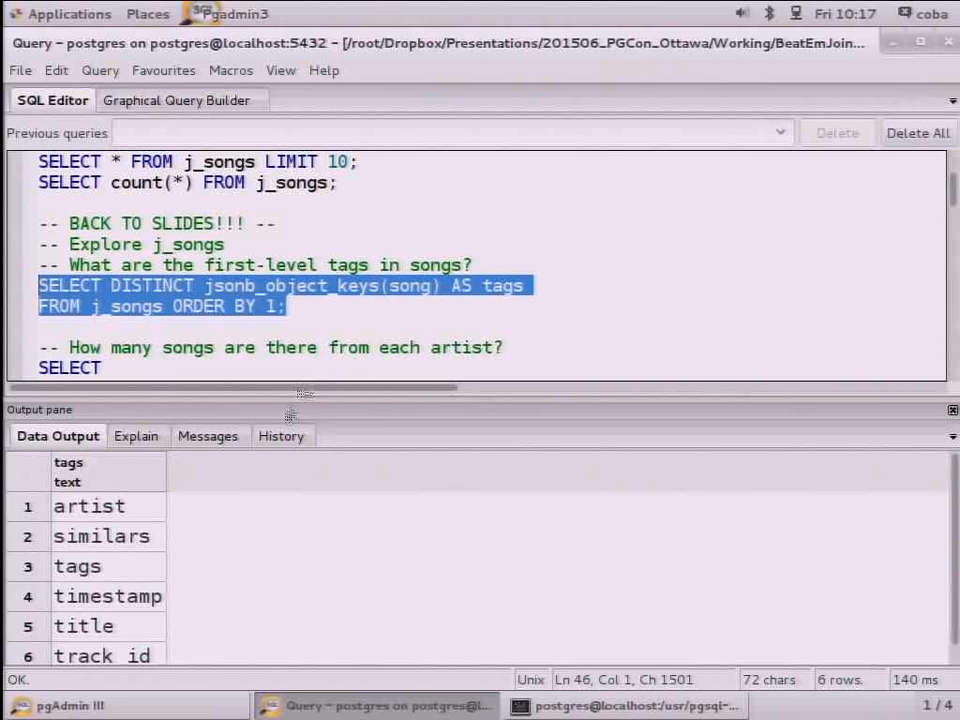 Applications Places Pgadmin3 Fri 10:17 coba
Query - postgres on postgres@localhost:5432 - [/root/Dropbox/Presentations/201506_PGCon_Ottawa/Working/BeatEmJoin...
File Edit Query Favourites Macros View Help
SQL Editor Graphical Query Builder
Previous queries Delete Delete All
SELECT * FROM j_songs LIMIT 10;
SELECT count(*) FROM j_songs;
-- BACK TO SLIDES!!! --
-- Explore j_songs
-- What are the first-level tags in songs?
SELECT DISTINCT jsonb_object_keys(song) AS tags
FROM j_songs ORDER BY 1;
-- How many songs are there from each artist?
SELECT
Output pane
Data Output Explain Messages History
tags
text
1 artist
2 similars
3 tags
4 timestamp
5 title
6 track_id
OK. Unix Ln 46, Col 1, Ch 1501 72 chars 6 rows. 140 ms
pgAdmin III Query - postgres on postgres@l... postgres@localhost:/usr/pgsql-... 1 / 4